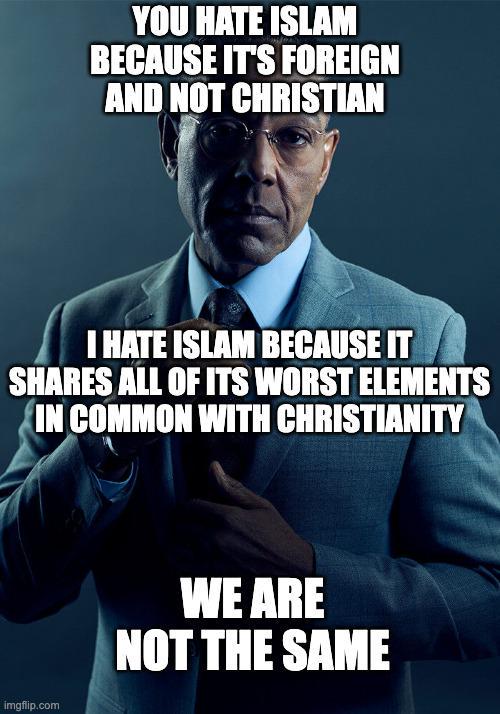 YOU HATE ISLAM
BECAUSE IT'S FOREIGN
AND NOT CHRISTIAN
I HATE ISLAM BECAUSE IT
SHARES ALL OF ITS WORST ELEMENTS
IN COMMON WITH CHRISTIANITY
WE ARE
NOT THE SAME
imgflip.com